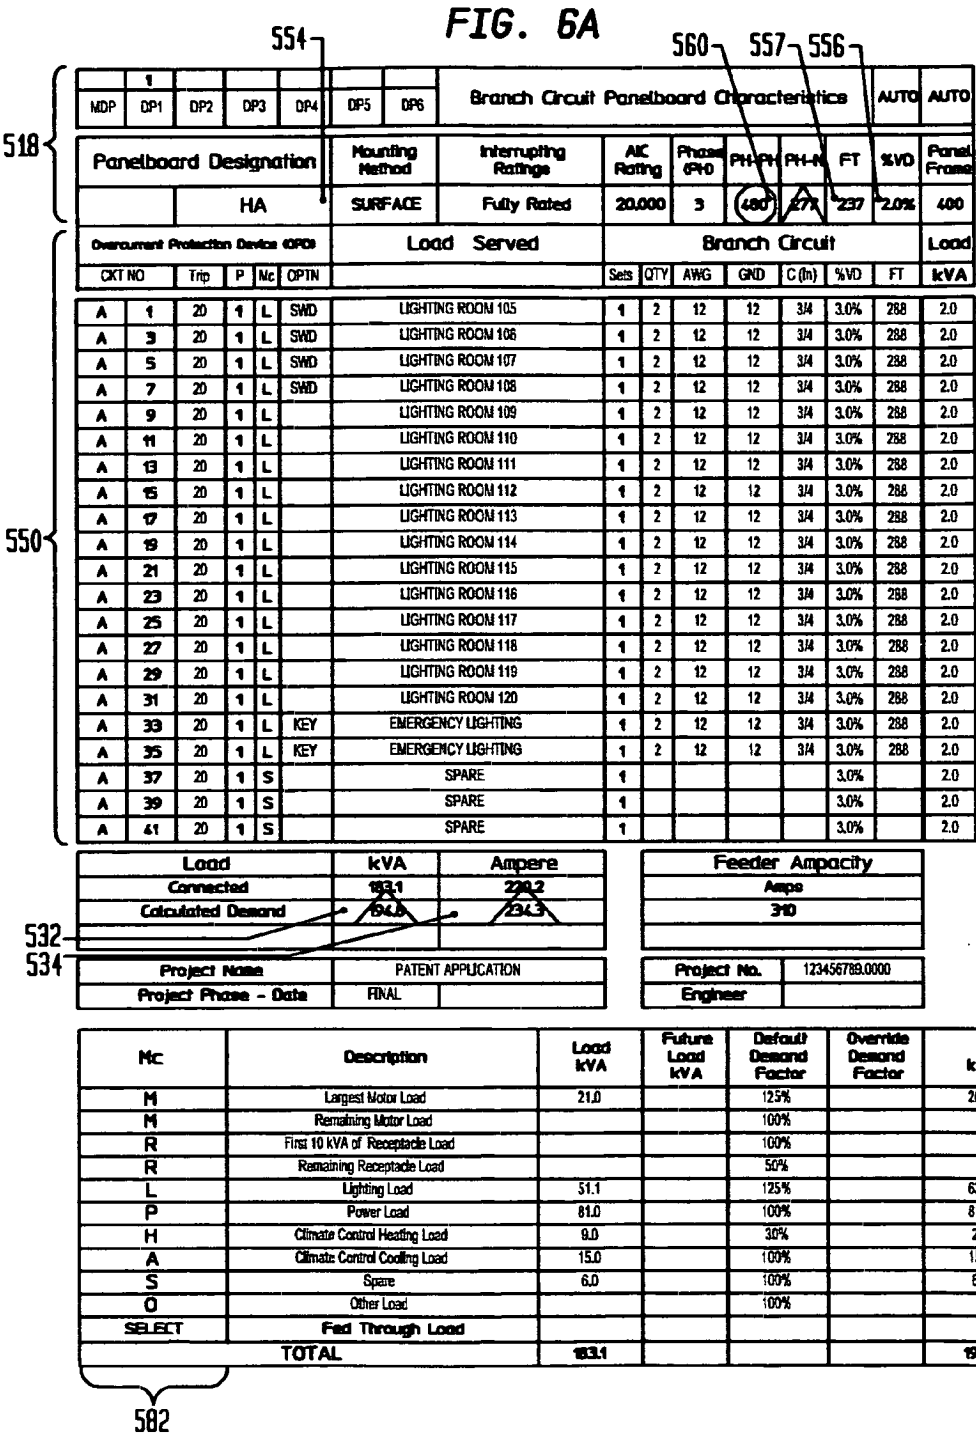 FIG. 6A
554
560 557 556
518
1
MDP DP1 DP2 DP3 DP4 DP5 DP6 Branch Circuit Panelboard Characteristics AUTO AUTO
Panelboard Designation Mounting Method Interrupting Ratings AIC Rating Phase (PH) PH-PH PH-N FT %VD Panel Frame
HA SURFACE Fully Rated 20,000 3 480 277 237 2.0% 400
550
Overcurrent Protection Device (OPD) Load Served Branch Circuit Load
CKT NO Trip P Mc OPTN Sets QTY AWG GND C (In) %VD FT kVA
A 1 20 1 L SWD LIGHTING ROOM 105 1 2 12 12 3/4 3.0% 288 2.0
A 3 20 1 L SWD LIGHTING ROOM 106 1 2 12 12 3/4 3.0% 288 2.0
A 5 20 1 L SWD LIGHTING ROOM 107 1 2 12 12 3/4 3.0% 288 2.0
A 7 20 1 L SWD LIGHTING ROOM 108 1 2 12 12 3/4 3.0% 288 2.0
A 9 20 1 L LIGHTING ROOM 109 1 2 12 12 3/4 3.0% 288 2.0
A 11 20 1 L LIGHTING ROOM 110 1 2 12 12 3/4 3.0% 288 2.0
A 13 20 1 L LIGHTING ROOM 111 1 2 12 12 3/4 3.0% 288 2.0
A 15 20 1 L LIGHTING ROOM 112 1 2 12 12 3/4 3.0% 288 2.0
A 17 20 1 L LIGHTING ROOM 113 1 2 12 12 3/4 3.0% 288 2.0
A 19 20 1 L LIGHTING ROOM 114 1 2 12 12 3/4 3.0% 288 2.0
A 21 20 1 L LIGHTING ROOM 115 1 2 12 12 3/4 3.0% 288 2.0
A 23 20 1 L LIGHTING ROOM 116 1 2 12 12 3/4 3.0% 288 2.0
A 25 20 1 L LIGHTING ROOM 117 1 2 12 12 3/4 3.0% 288 2.0
A 27 20 1 L LIGHTING ROOM 118 1 2 12 12 3/4 3.0% 288 2.0
A 29 20 1 L LIGHTING ROOM 119 1 2 12 12 3/4 3.0% 288 2.0
A 31 20 1 L LIGHTING ROOM 120 1 2 12 12 3/4 3.0% 288 2.0
A 33 20 1 L KEY EMERGENCY LIGHTING 1 2 12 12 3/4 3.0% 288 2.0
A 35 20 1 L KEY EMERGENCY LIGHTING 1 2 12 12 3/4 3.0% 288 2.0
A 37 20 1 S SPARE 1 3.0% 2.0
A 39 20 1 S SPARE 1 3.0% 2.0
A 41 20 1 S SPARE 1 3.0% 2.0
Load kVA Ampere Feeder Ampacity
Connected 183.1 220.2 Amps
Calculated Demand 194.8 234.3 310
532
534
Project Name PATENT APPLICATION Project No. 123456789.0000
Project Phase - Date FINAL Engineer
Mc Description Load kVA Future Load kVA Default Demand Factor Override Demand Factor
M Largest Motor Load 21.0 125%
M Remaining Motor Load 100%
R First 10 kVA of Receptacle Load 100%
R Remaining Receptacle Load 50%
L Lighting Load 51.1 125%
P Power Load 81.0 100%
H Climate Control Heating Load 9.0 30%
A Climate Control Cooling Load 15.0 100%
S Spare 6.0 100%
O Other Load 100%
SELECT Fed Through Load
TOTAL 183.1
582